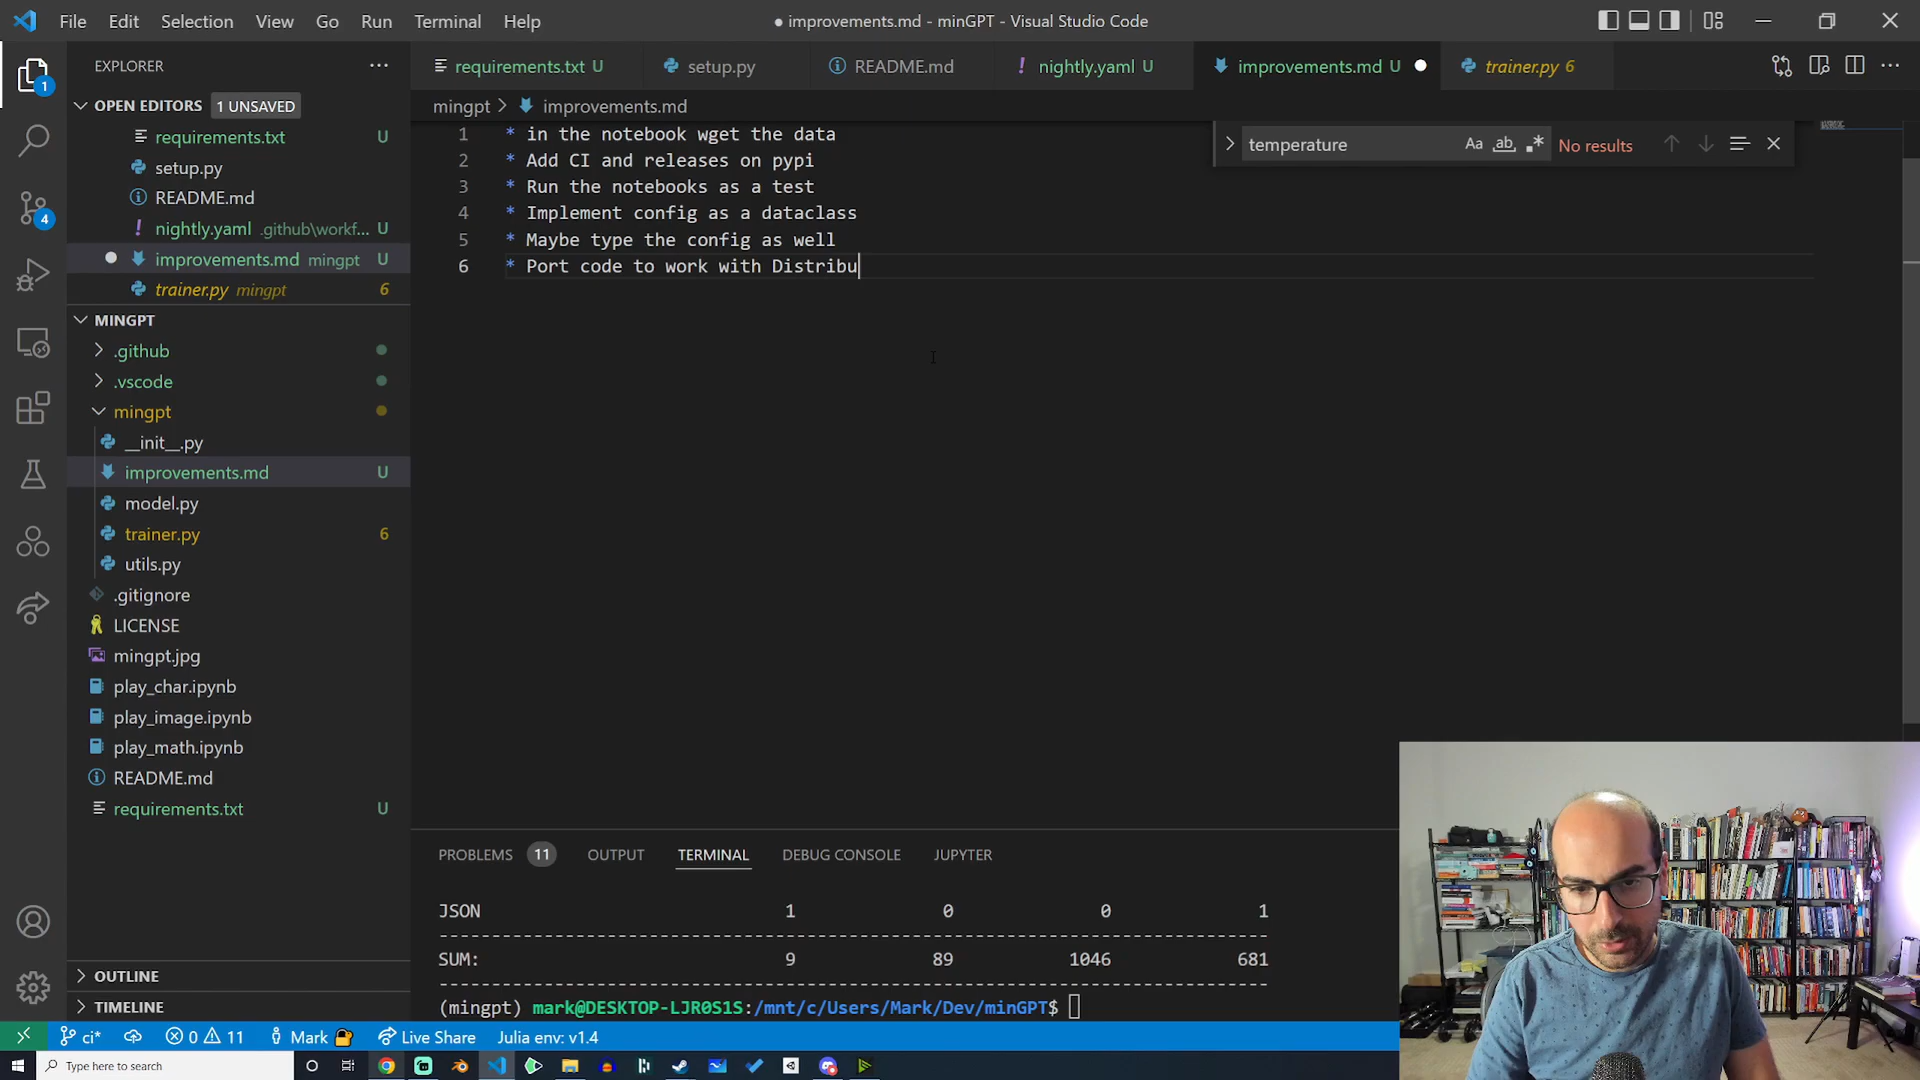 File Edit Selection View Go Run Terminal Help
● improvements.md - minGPT - Visual Studio Code
EXPLORER
OPEN EDITORS 1 UNSAVED
requirements.txt U
setup.py
README.md
! nightly.yaml .github\workf... U
improvements.md mingpt U
trainer.py mingpt 6
MINGPT
.github
.vscode
mingpt
__init__.py
improvements.md U
model.py
trainer.py 6
utils.py
.gitignore
LICENSE
mingpt.jpg
play_char.ipynb
play_image.ipynb
play_math.ipynb
README.md
requirements.txt U
OUTLINE
TIMELINE
1
4
requirements.txt U setup.py README.md ! nightly.yaml U improvements.md U trainer.py 6
mingpt > improvements.md
1 * in the notebook wget the data
2 * Add CI and releases on pypi
3 * Run the notebooks as a test
4 * Implement config as a dataclass
5 * Maybe type the config as well
6 * Port code to work with Distribu
temperature Aa ab .* No results
PROBLEMS 11 OUTPUT TERMINAL DEBUG CONSOLE JUPYTER
JSON 1 0 0 1
--------------------------------------------------------------------------------
SUM: 9 89 1046 681
--------------------------------------------------------------------------------
(mingpt) mark@DESKTOP-LJR0S1S:/mnt/c/Users/Mark/Dev/minGPT$
ci* 0 11 Mark Live Share Julia env: v1.4
Type here to search